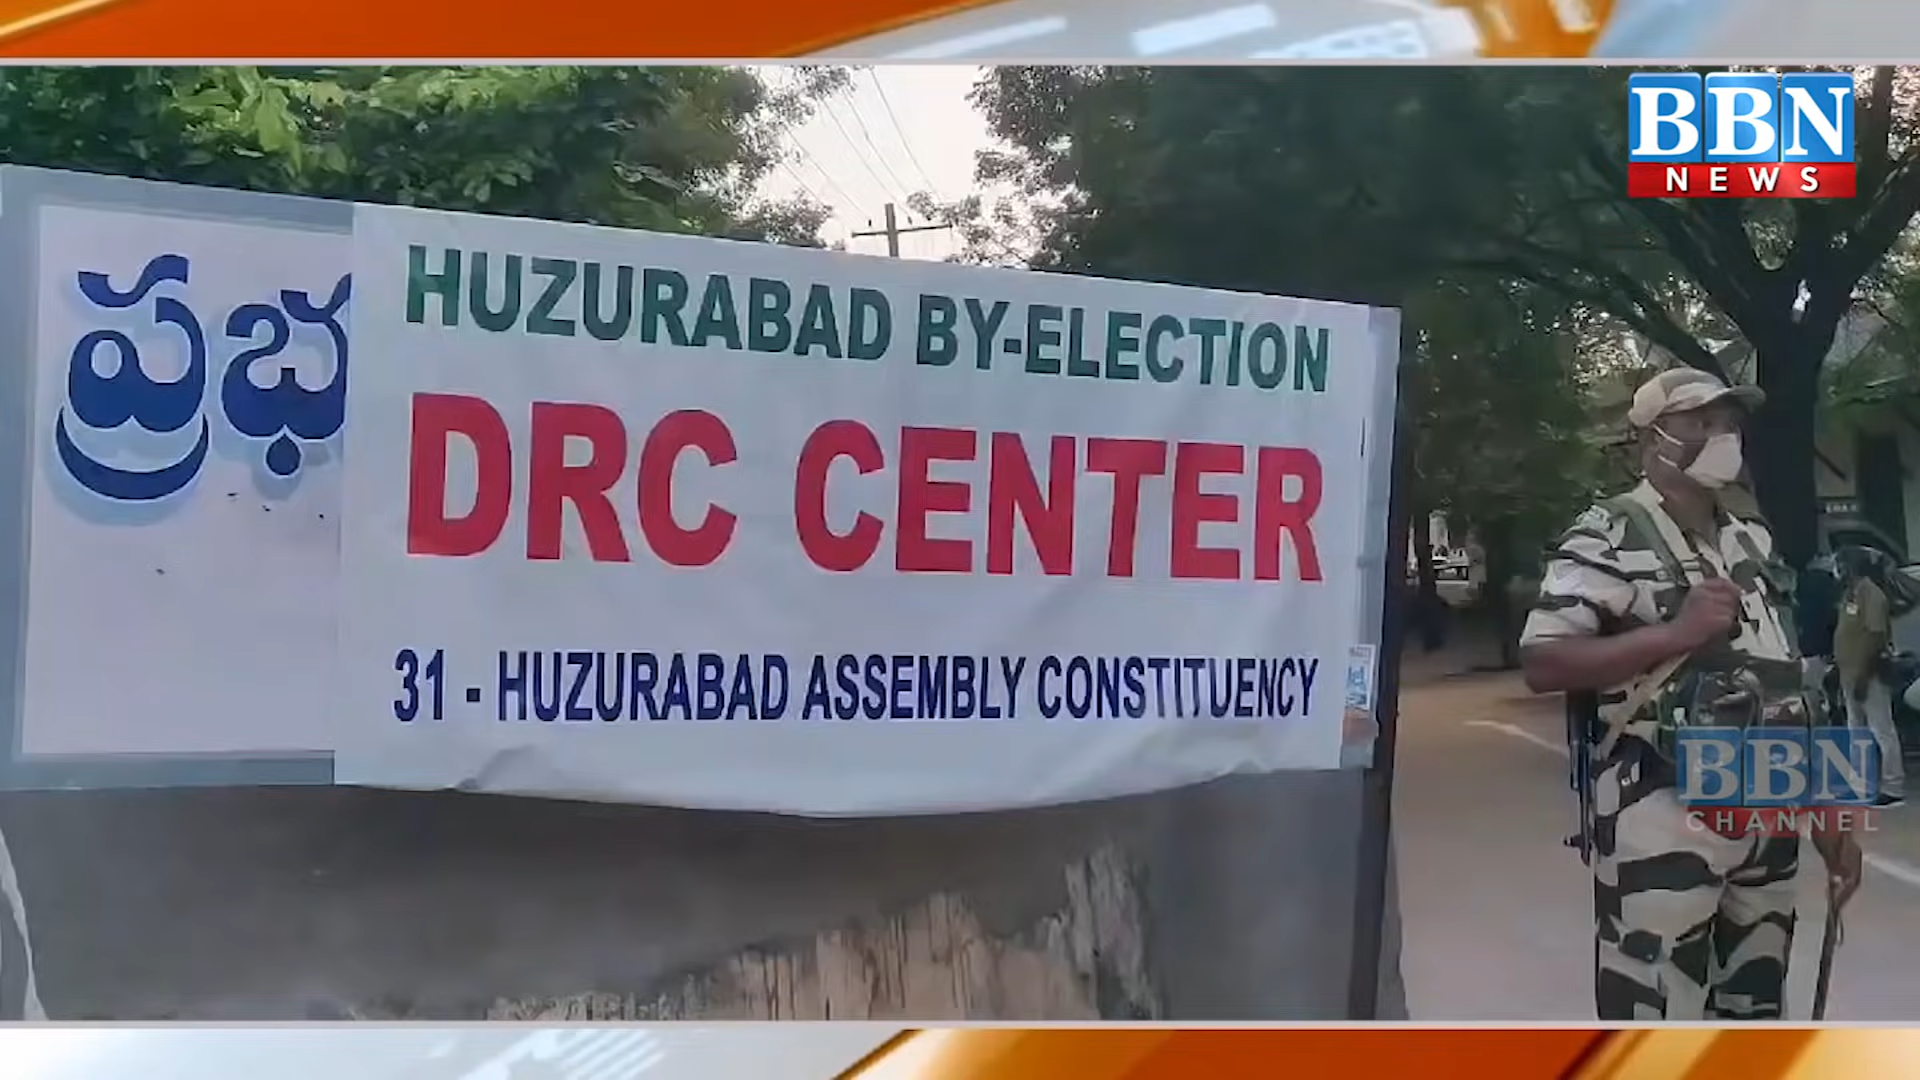 BBN
NEWS
ప్రభ
HUZURABAD BY-ELECTION
DRC CENTER
31 - HUZURABAD ASSEMBLY CONSTITUENCY
BBN
CHANNEL